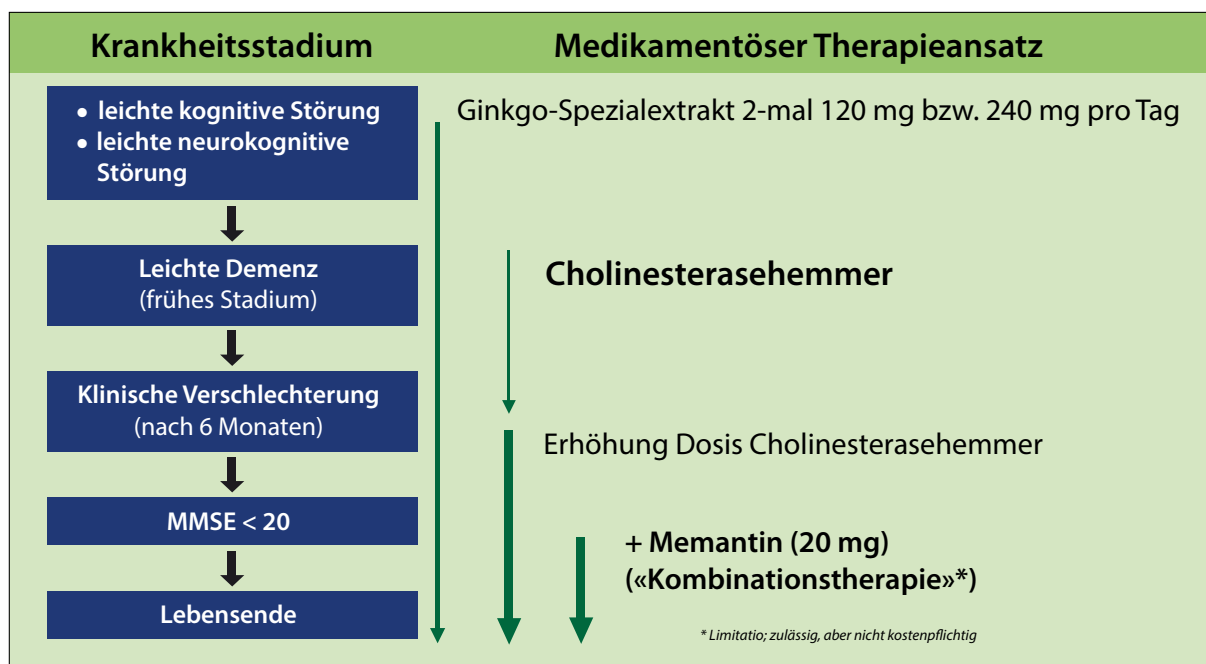 Krankheitsstadium
Medikamentöser Therapieansatz
• leichte kognitive Störung
• leichte neurokognitive
Störung
Ginkgo-Spezialextrakt 2-mal 120 mg bzw. 240 mg pro Tag
Leichte Demenz
(frühes Stadium)
Cholinesterasehemmer
Klinische Verschlechterung
(nach 6 Monaten)
Erhöhung Dosis Cholinesterasehemmer
MMSE < 20
+ Memantin (20 mg)
(«Kombinationstherapie»*)
Lebensende
* Limitatio; zulässig, aber nicht kostenpflichtig